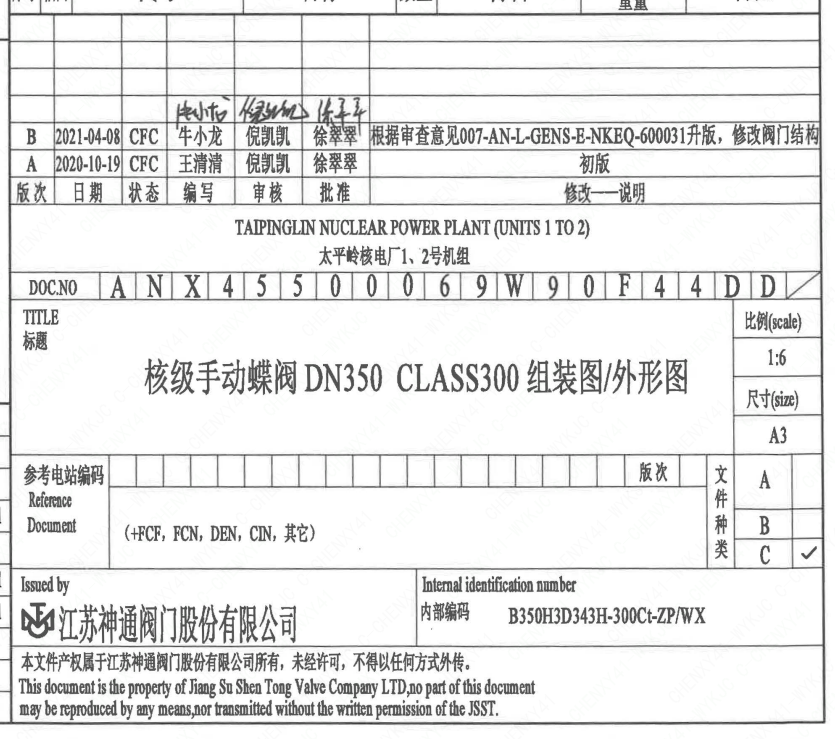 B 2021-04-08 CFC 牛小龙 倪凯凯 徐翠翠 根据审查意见007-AN-L-GENS-E-NKEQ-600031升版，修改阀门结构
A 2020-10-19 CFC 王清清 倪凯凯 徐翠翠 初版
版次 日期 状态 编写 审核 批准 修改——说明
TAIPINGLIN NUCLEAR POWER PLANT (UNITS 1 TO 2)
太平岭核电厂1、2号机组
DOC.NO A N X 4 5 5 0 0 0 6 9 W 9 0 F 4 4 D D
TITLE
标题
核级手动蝶阀 DN350 CLASS300 组装图/外形图
比例(scale)
1:6
尺寸(size)
A3
参考电站编码 版次
Reference
Document
(+FCF, FCN, DEN, CIN, 其它)
文件种类
A
B
C ✓
Issued by
江苏神通阀门股份有限公司
Internal identification number
内部编码 B350H3D343H-300Ct-ZP/WX
本文件产权属于江苏神通阀门股份有限公司所有，未经许可，不得以任何方式外传。
This document is the property of Jiang Su Shen Tong Valve Company LTD,no part of this document
may be reproduced by any means,nor transmitted without the written permission of the JSST.